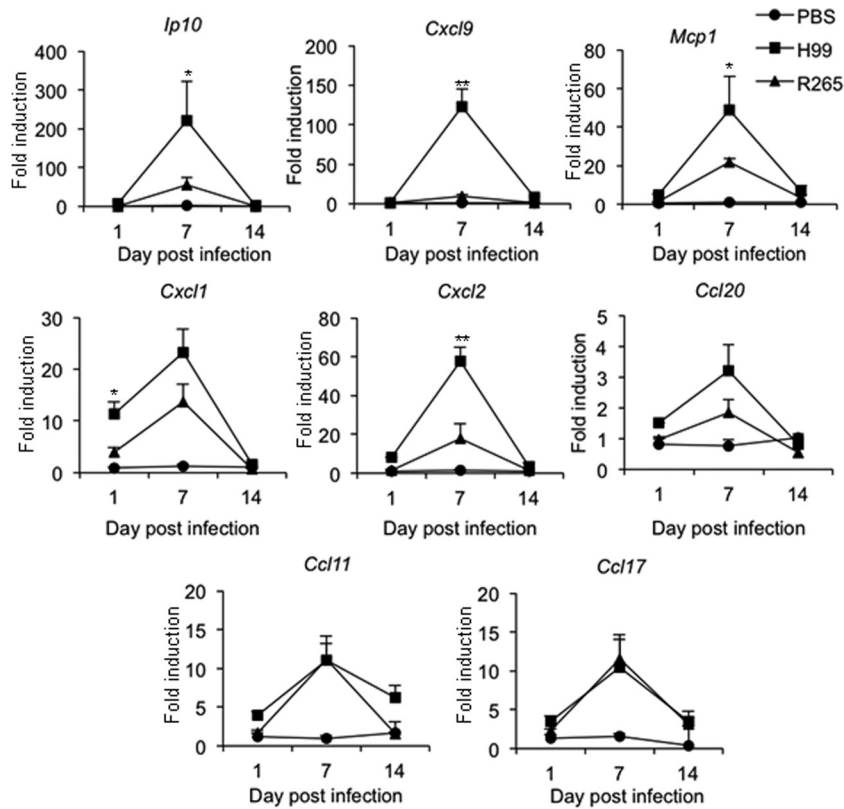 Ip10
Cxcl9
Mcp1
PBS
H99
R265
400
300
200
100
0
Fold induction
*
1 7 14
Day post infection
200
150
100
50
0
Fold induction
**
1 7 14
Day post infection
80
60
40
20
0
Fold induction
*
1 7 14
Day post infection
Cxcl1
Cxcl2
Ccl20
30
20
10
0
Fold induction
*
1 7 14
Day post infection
80
60
40
20
0
Fold induction
**
1 7 14
Day post infection
5
4
3
2
1
0
Fold induction
1 7 14
Day post infection
Ccl11
Ccl17
20
15
10
5
0
Fold induction
1 7 14
Day post infection
20
15
10
5
0
Fold induction
1 7 14
Day post infection